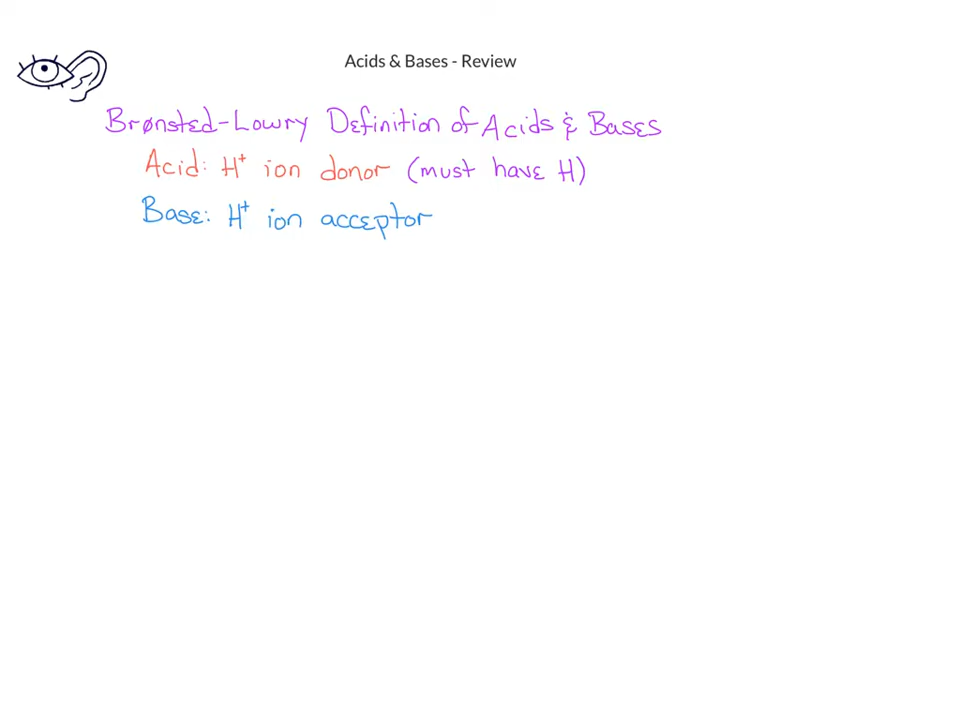 Acids & Bases - Review
Brønsted-Lowry Definition of Acids & Bases
Acid: H⁺ ion donor (must have H)
Base: H⁺ ion acceptor